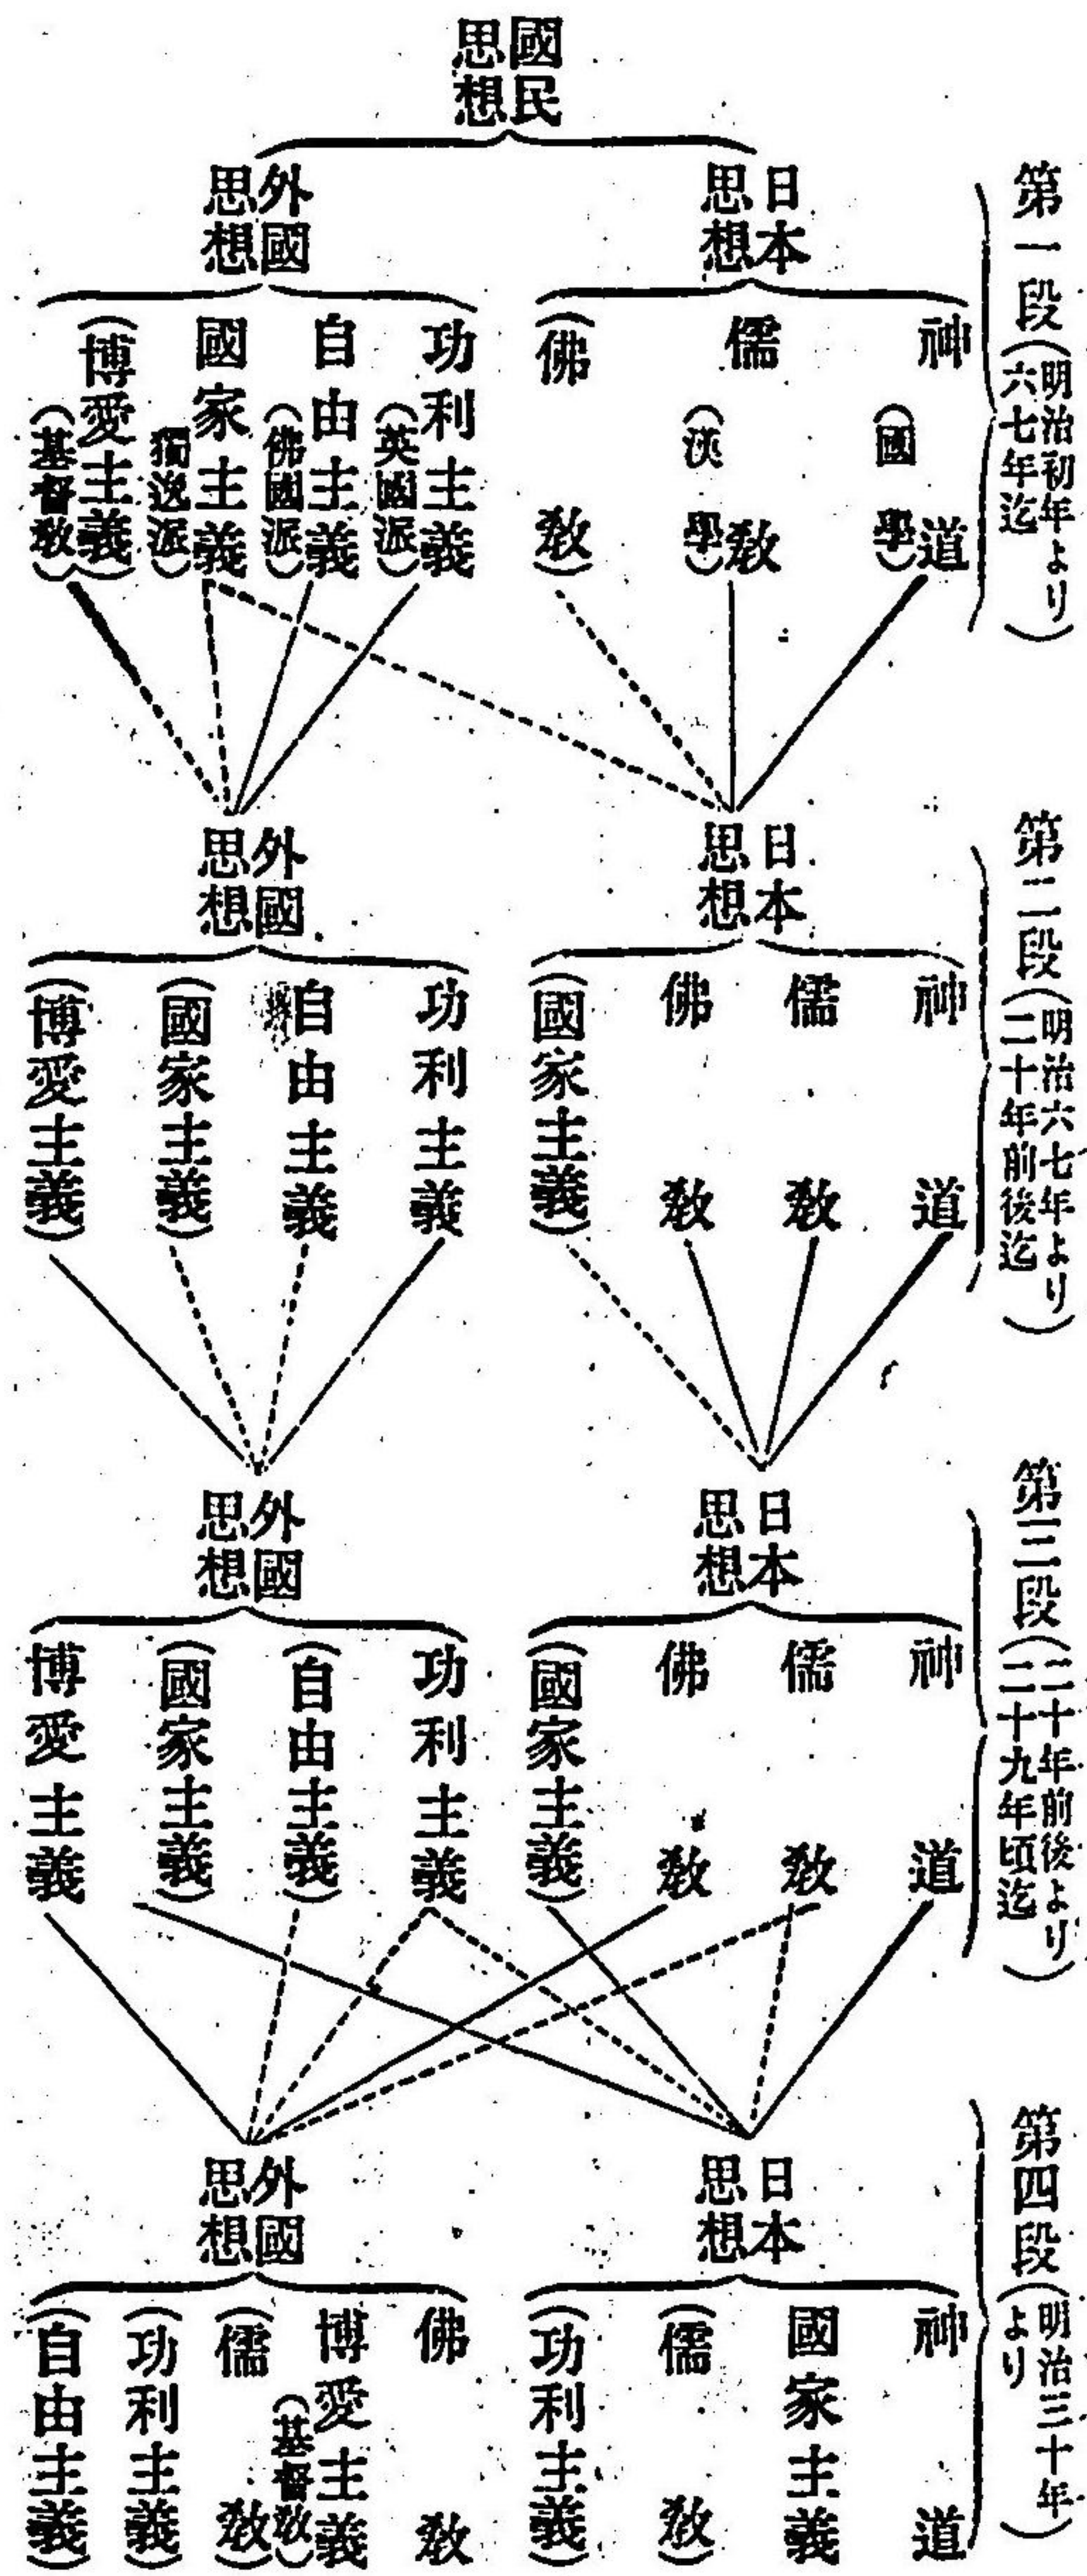 國民
思想
日本
思想
外國
思想
第一段（明治初年より
六七年迄）
神道
（國學）
儒教
（漢學）
（佛教）
功利主義
（英國派）
自由主義
（佛國派）
國家主義
（獨逸派）
（博愛主義）
（基督教）
第二段（明治六七年より
二十年前後迄）
日本
思想
神道
儒教
佛教
（國家主義）
外國
思想
功利主義
自由主義
（國家主義）
（博愛主義）
第三段（二十年前後より
二十九年頃迄）
日本
思想
神道
儒教
佛教
（國家主義）
外國
思想
功利主義
（自由主義）
（國家主義）
博愛主義
第四段（明治三十年
より）
日本
思想
神道
國家主義
（儒教）
（功利主義）
外國
思想
佛教
博愛主義
（基督教）
（儒教）
（功利主義）
（自由主義）